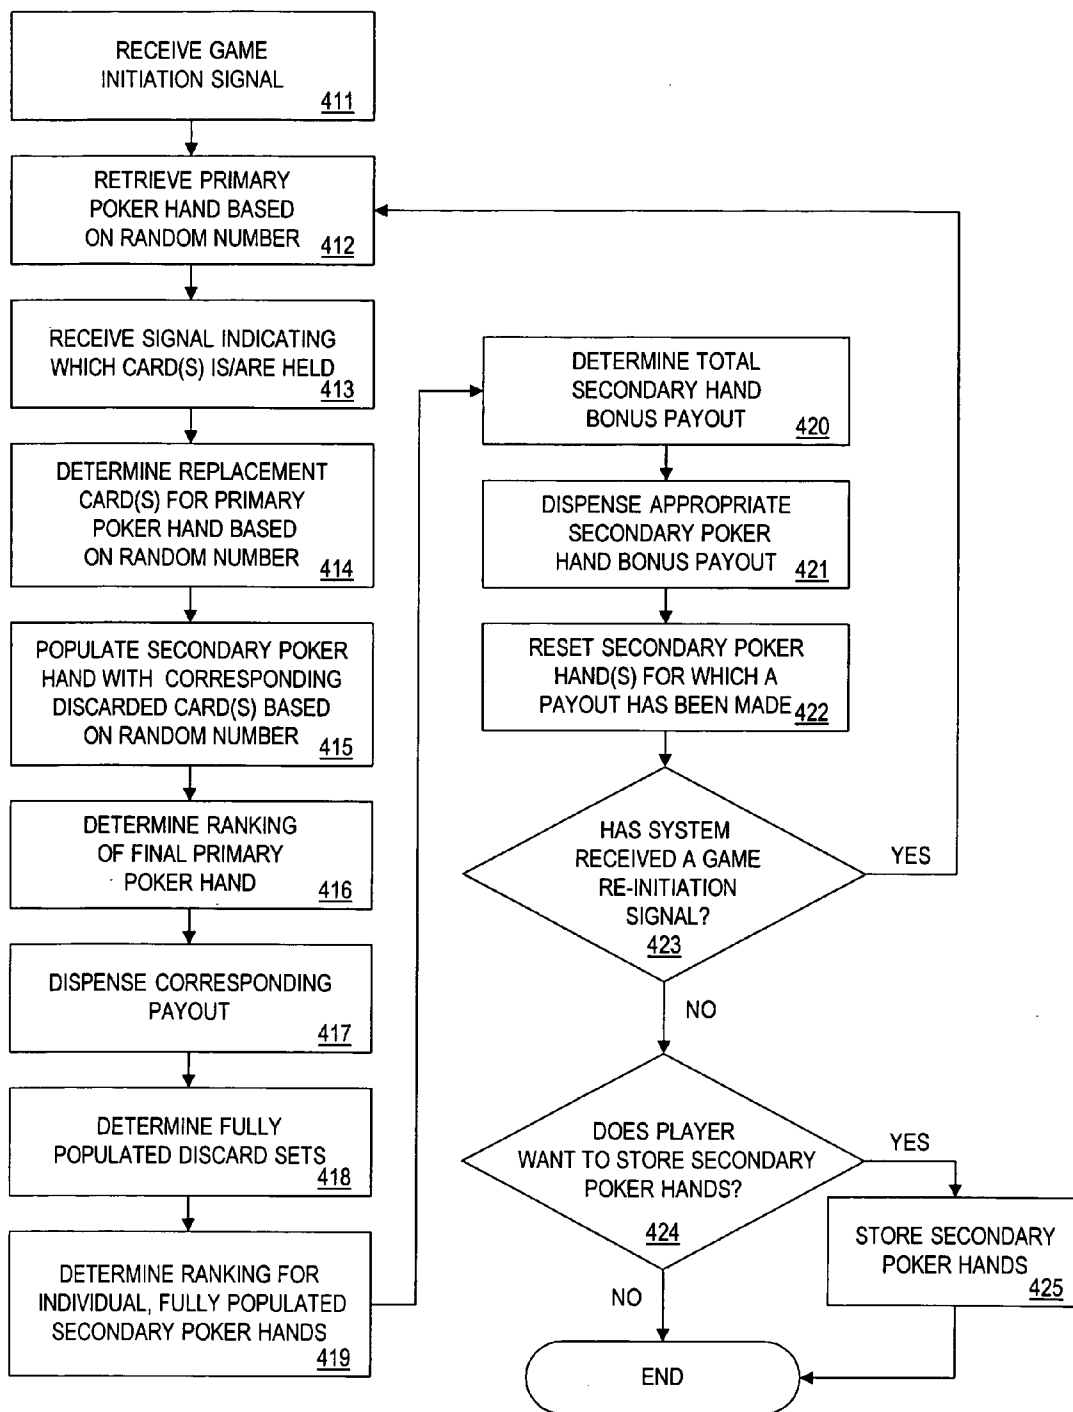 RECEIVE GAME
INITIATION SIGNAL
411
RETRIEVE PRIMARY
POKER HAND BASED
ON RANDOM NUMBER
412
RECEIVE SIGNAL INDICATING
WHICH CARD(S) IS/ARE HELD
413
DETERMINE REPLACEMENT
CARD(S) FOR PRIMARY
POKER HAND BASED
ON RANDOM NUMBER
414
POPULATE SECONDARY POKER
HAND WITH CORRESPONDING
DISCARDED CARD(S) BASED
ON RANDOM NUMBER
415
DETERMINE RANKING
OF FINAL PRIMARY
POKER HAND
416
DISPENSE CORRESPONDING
PAYOUT
417
DETERMINE FULLY
POPULATED DISCARD SETS
418
DETERMINE RANKING FOR
INDIVIDUAL, FULLY POPULATED
SECONDARY POKER HANDS
419
DETERMINE TOTAL
SECONDARY HAND
BONUS PAYOUT
420
DISPENSE APPROPRIATE
SECONDARY POKER
HAND BONUS PAYOUT
421
RESET SECONDARY POKER
HAND(S) FOR WHICH A
PAYOUT HAS BEEN MADE
422
HAS SYSTEM
RECEIVED A GAME
RE-INITIATION
SIGNAL?
423
YES
NO
DOES PLAYER
WANT TO STORE SECONDARY
POKER HANDS?
424
YES
NO
STORE SECONDARY
POKER HANDS
425
END